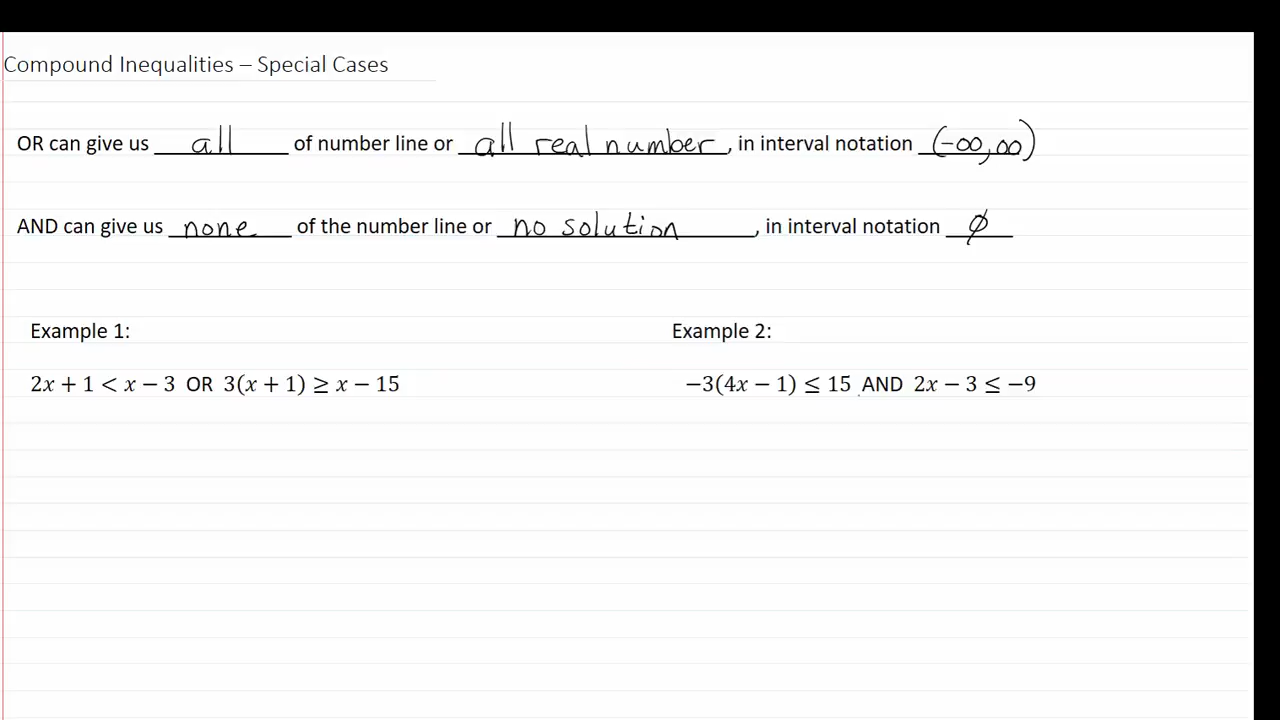 Compound Inequalities – Special Cases
OR can give us all of number line or all real number, in interval notation (-∞,∞)
AND can give us none of the number line or no solution, in interval notation ∅
Example 1: Example 2:
2x + 1 < x − 3 OR 3(x + 1) ≥ x − 15 −3(4x − 1) ≤ 15 AND 2x − 3 ≤ −9